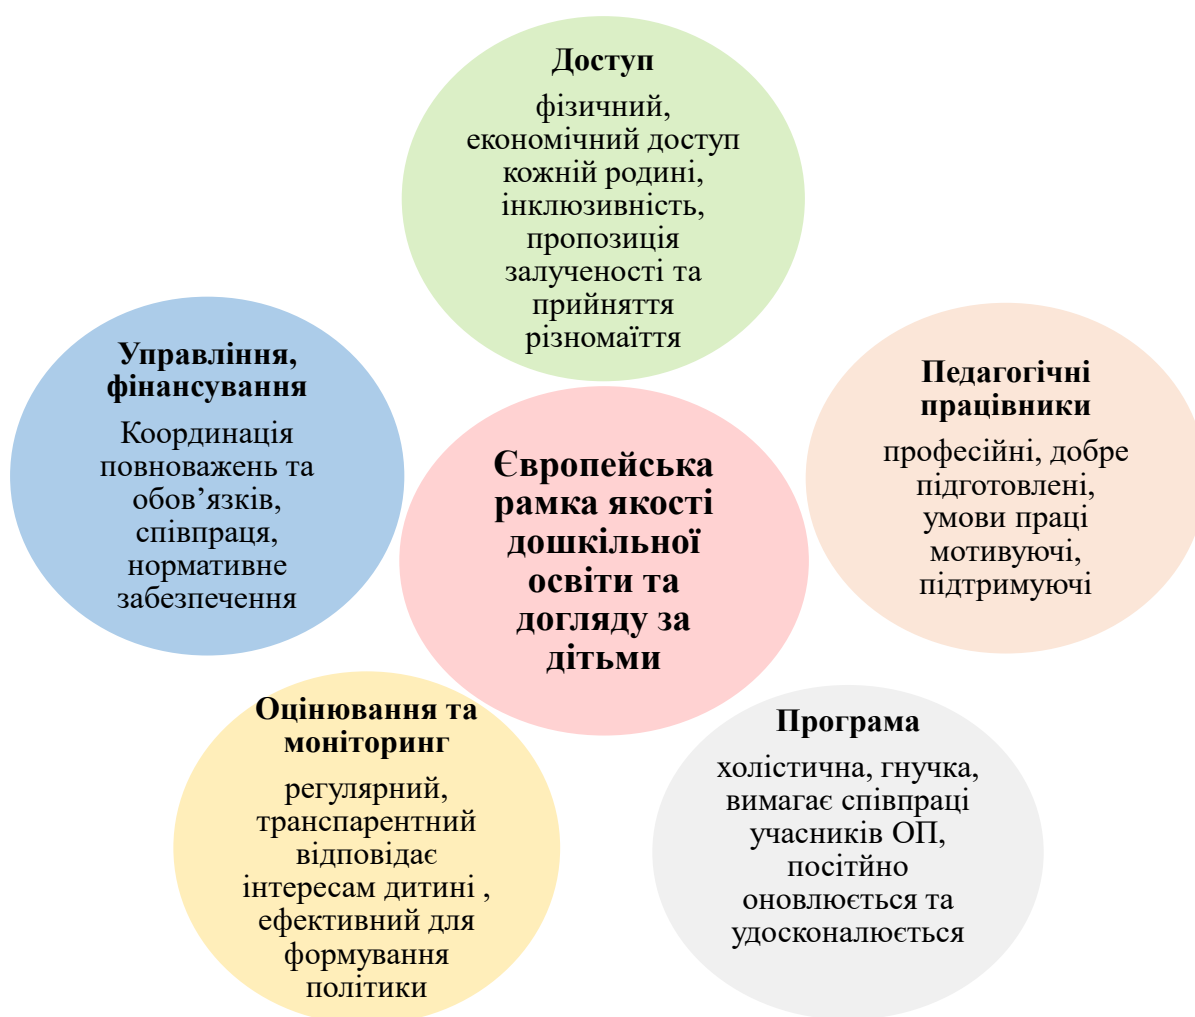 Доступ
фізичний,
економічний доступ
кожній родині,
інклюзивність,
пропозиція
залученості та
прийняття
різномаїття
Управління,
фінансування
Координація
повноважень та
обов’язків,
співпраця,
нормативне
забезпечення
Європейська
рамка якості
дошкільної
освіти та
догляду за
дітьми
Педагогічні
працівники
професійні, добре
підготовлені,
умови праці
мотивуючі,
підтримуючі
Оцінювання та
моніторинг
регулярний,
транспарентний
відповідає
інтересам дитині ,
ефективний для
формування
політики
Програма
холістична, гнучка,
вимагає співпраці
учасників ОП,
посітйно
оновлюється та
удосконалюється